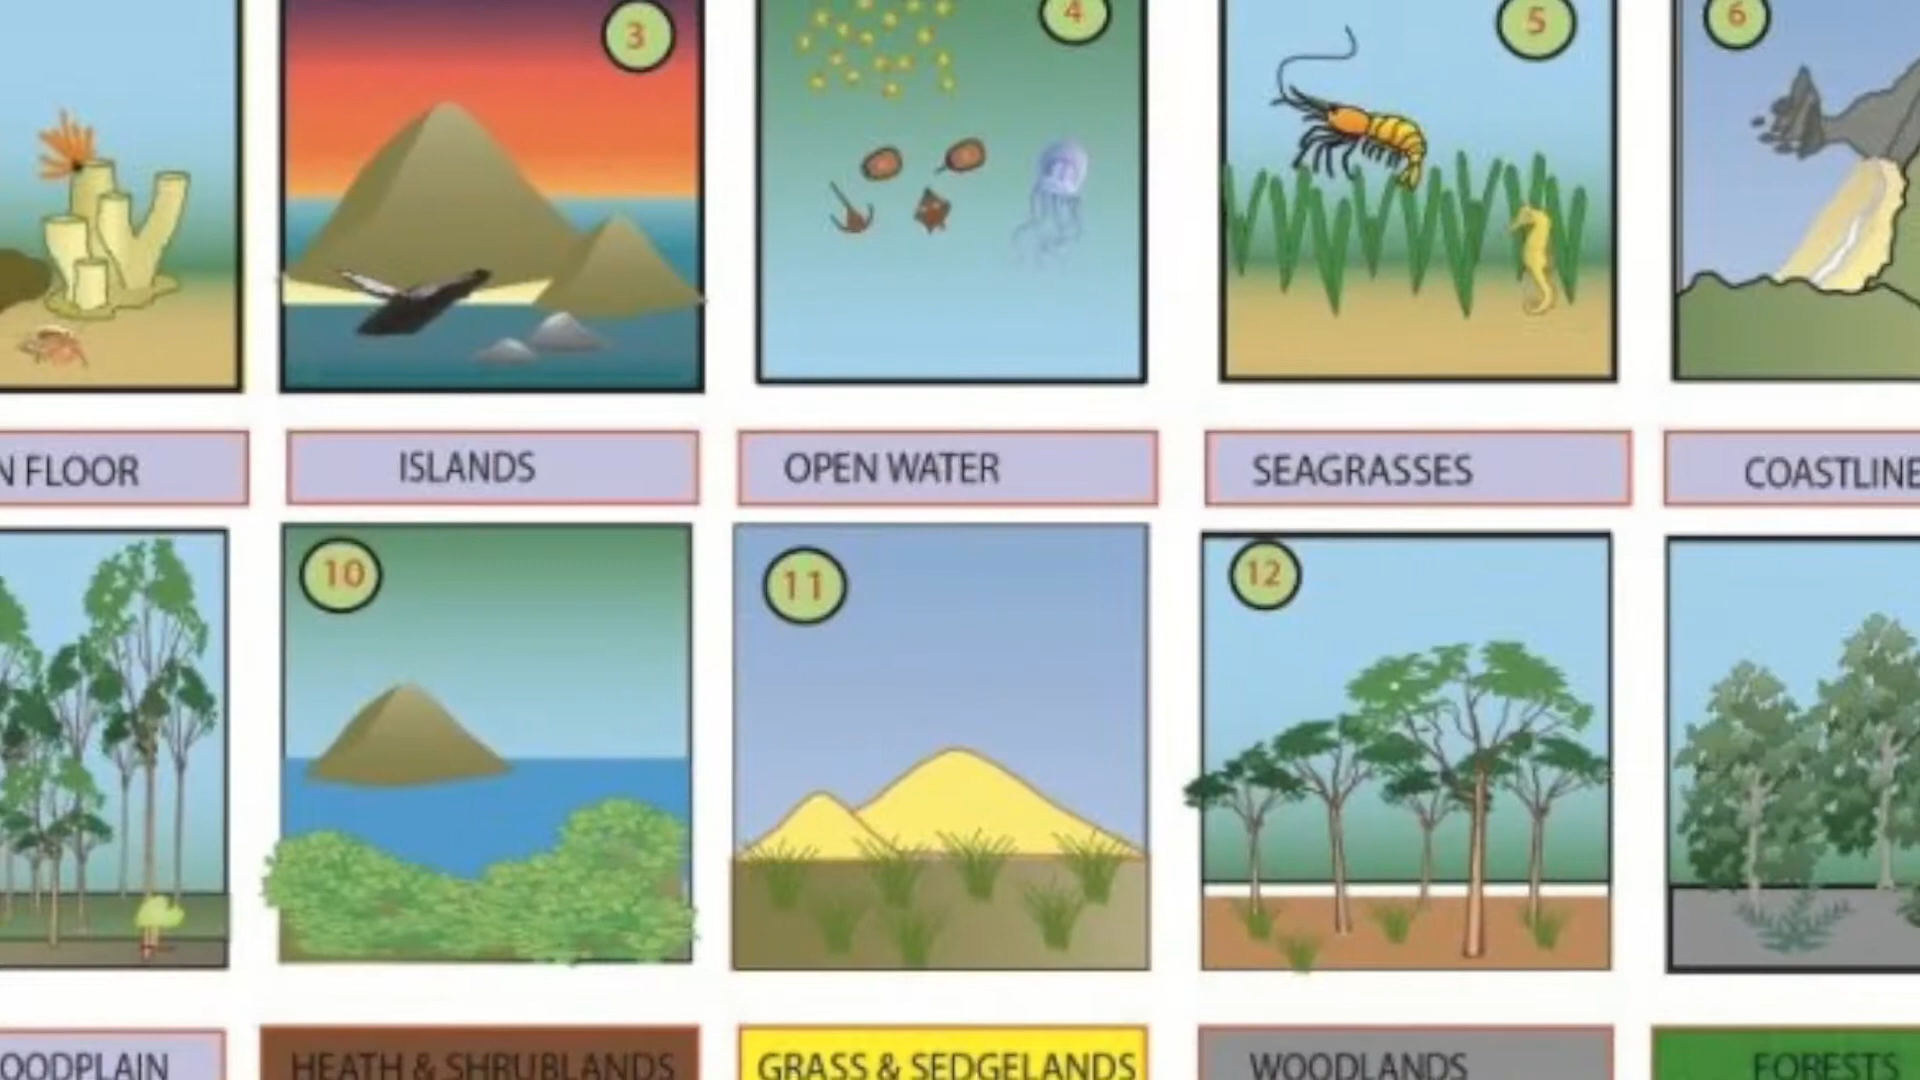 3
4
5
6
N FLOOR
ISLANDS
OPEN WATER
SEAGRASSES
COASTLINE
10
11
12
OODPLAIN
HEATH & SHRUBLANDS
GRASS & SEDGELANDS
WOODLANDS
FORESTS